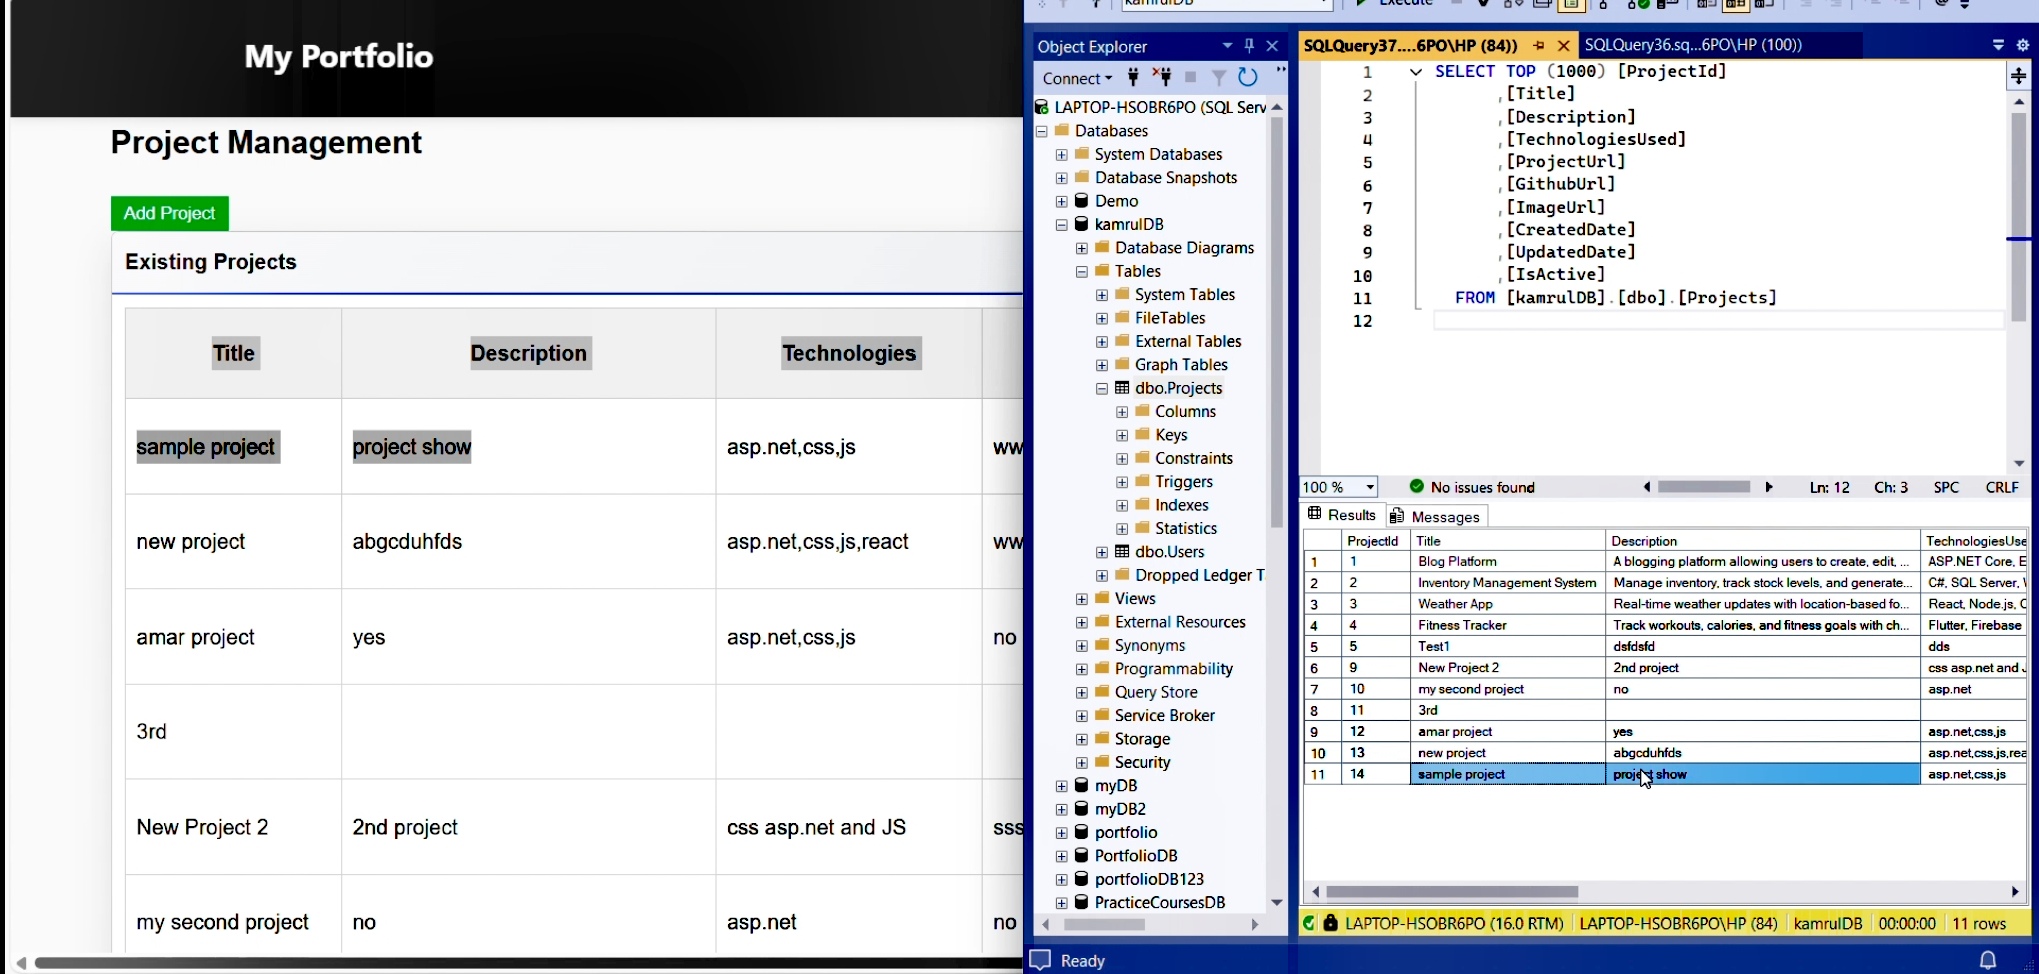 My Portfolio
Project Management
Add Project
Existing Projects
Title Description Technologies
sample project project show asp.net,css,js ww
new project abgcduhfds asp.net,css,js,react ww
amar project yes asp.net,css,js no
3rd
New Project 2 2nd project css asp.net and JS sss
my second project no asp.net no
kamrulDB
Execute
Object Explorer
Connect
LAPTOP-HSOBR6PO (SQL Serv
Databases
System Databases
Database Snapshots
Demo
kamrulDB
Database Diagrams
Tables
System Tables
FileTables
External Tables
Graph Tables
dbo.Projects
Columns
Keys
Constraints
Triggers
Indexes
Statistics
dbo.Users
Dropped Ledger T
Views
External Resources
Synonyms
Programmability
Query Store
Service Broker
Storage
Security
myDB
myDB2
portfolio
PortfolioDB
portfolioDB123
PracticeCoursesDB
Ready
SQLQuery37....6PO\HP (84)) SQLQuery36.sq...6PO\HP (100))
1 SELECT TOP (1000) [ProjectId]
2 ,[Title]
3 ,[Description]
4 ,[TechnologiesUsed]
5 ,[ProjectUrl]
6 ,[GithubUrl]
7 ,[ImageUrl]
8 ,[CreatedDate]
9 ,[UpdatedDate]
10 ,[IsActive]
11 FROM [kamrulDB].[dbo].[Projects]
12
100 % No issues found Ln: 12 Ch: 3 SPC CRLF
Results Messages
ProjectId Title Description TechnologiesUse
1 1 Blog Platform A blogging platform allowing users to create, edit, ... ASP.NET Core, E
2 2 Inventory Management System Manage inventory, track stock levels, and generate... C#, SQL Server, 
3 3 Weather App Real-time weather updates with location-based fo... React, Node.js, C
4 4 Fitness Tracker Track workouts, calories, and fitness goals with ch... Flutter, Firebase
5 5 Test1 dsfdsfd dds
6 9 New Project 2 2nd project css asp.net and J
7 10 my second project no asp.net
8 11 3rd
9 12 amar project yes asp.net,css,js
10 13 new project abgcduhfds asp.net,css,js,rea
11 14 sample project project show asp.net,css,js
LAPTOP-HSOBR6PO (16.0 RTM) LAPTOP-HSOBR6PO\HP (84) kamrulDB 00:00:00 11 rows